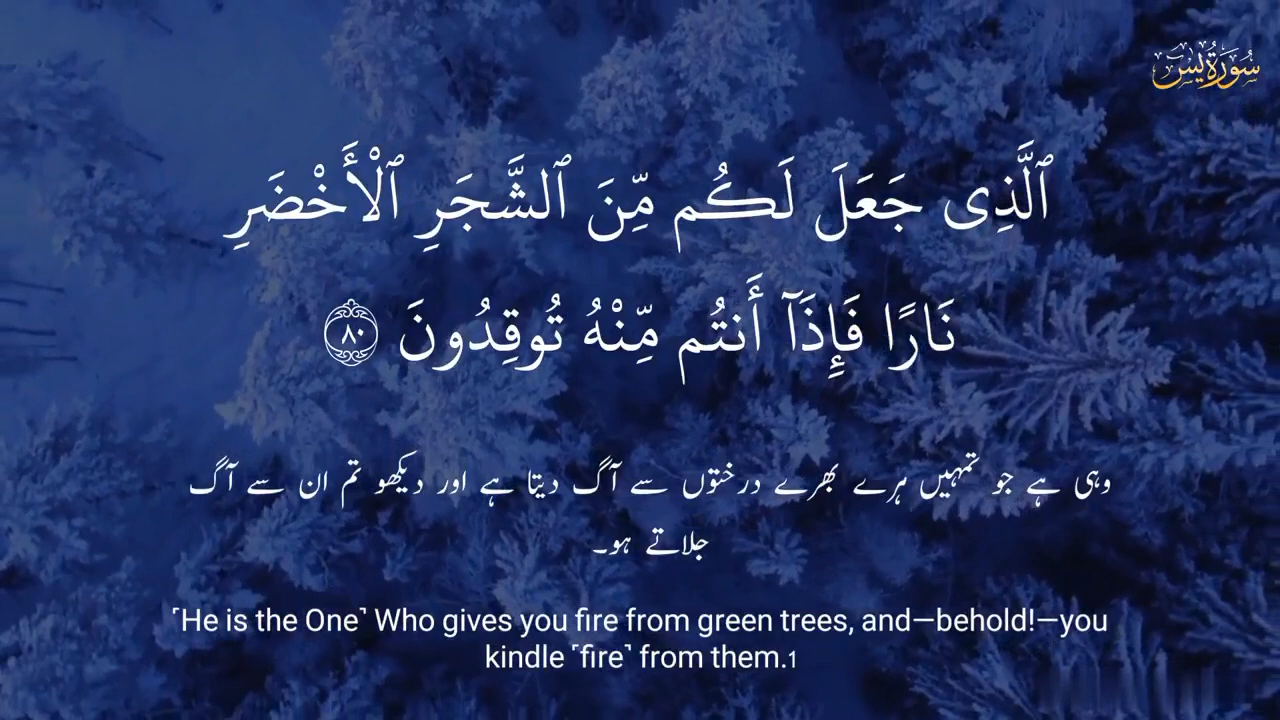 سُورَةُ يسٓ
ٱلَّذِى جَعَلَ لَكُم مِّنَ ٱلشَّجَرِ ٱلْأَخْضَرِ
نَارًا فَإِذَآ أَنتُم مِّنْهُ تُوقِدُونَ ٨٠
وہی ہے جو تمہیں ہرے بھرے درختوں سے آگ دیتا ہے اور دیکھو تم ان سے آگ
جلاتے ہو۔
˹He is the One˺ Who gives you fire from green trees, and—behold!—you
kindle ˹fire˺ from them.1